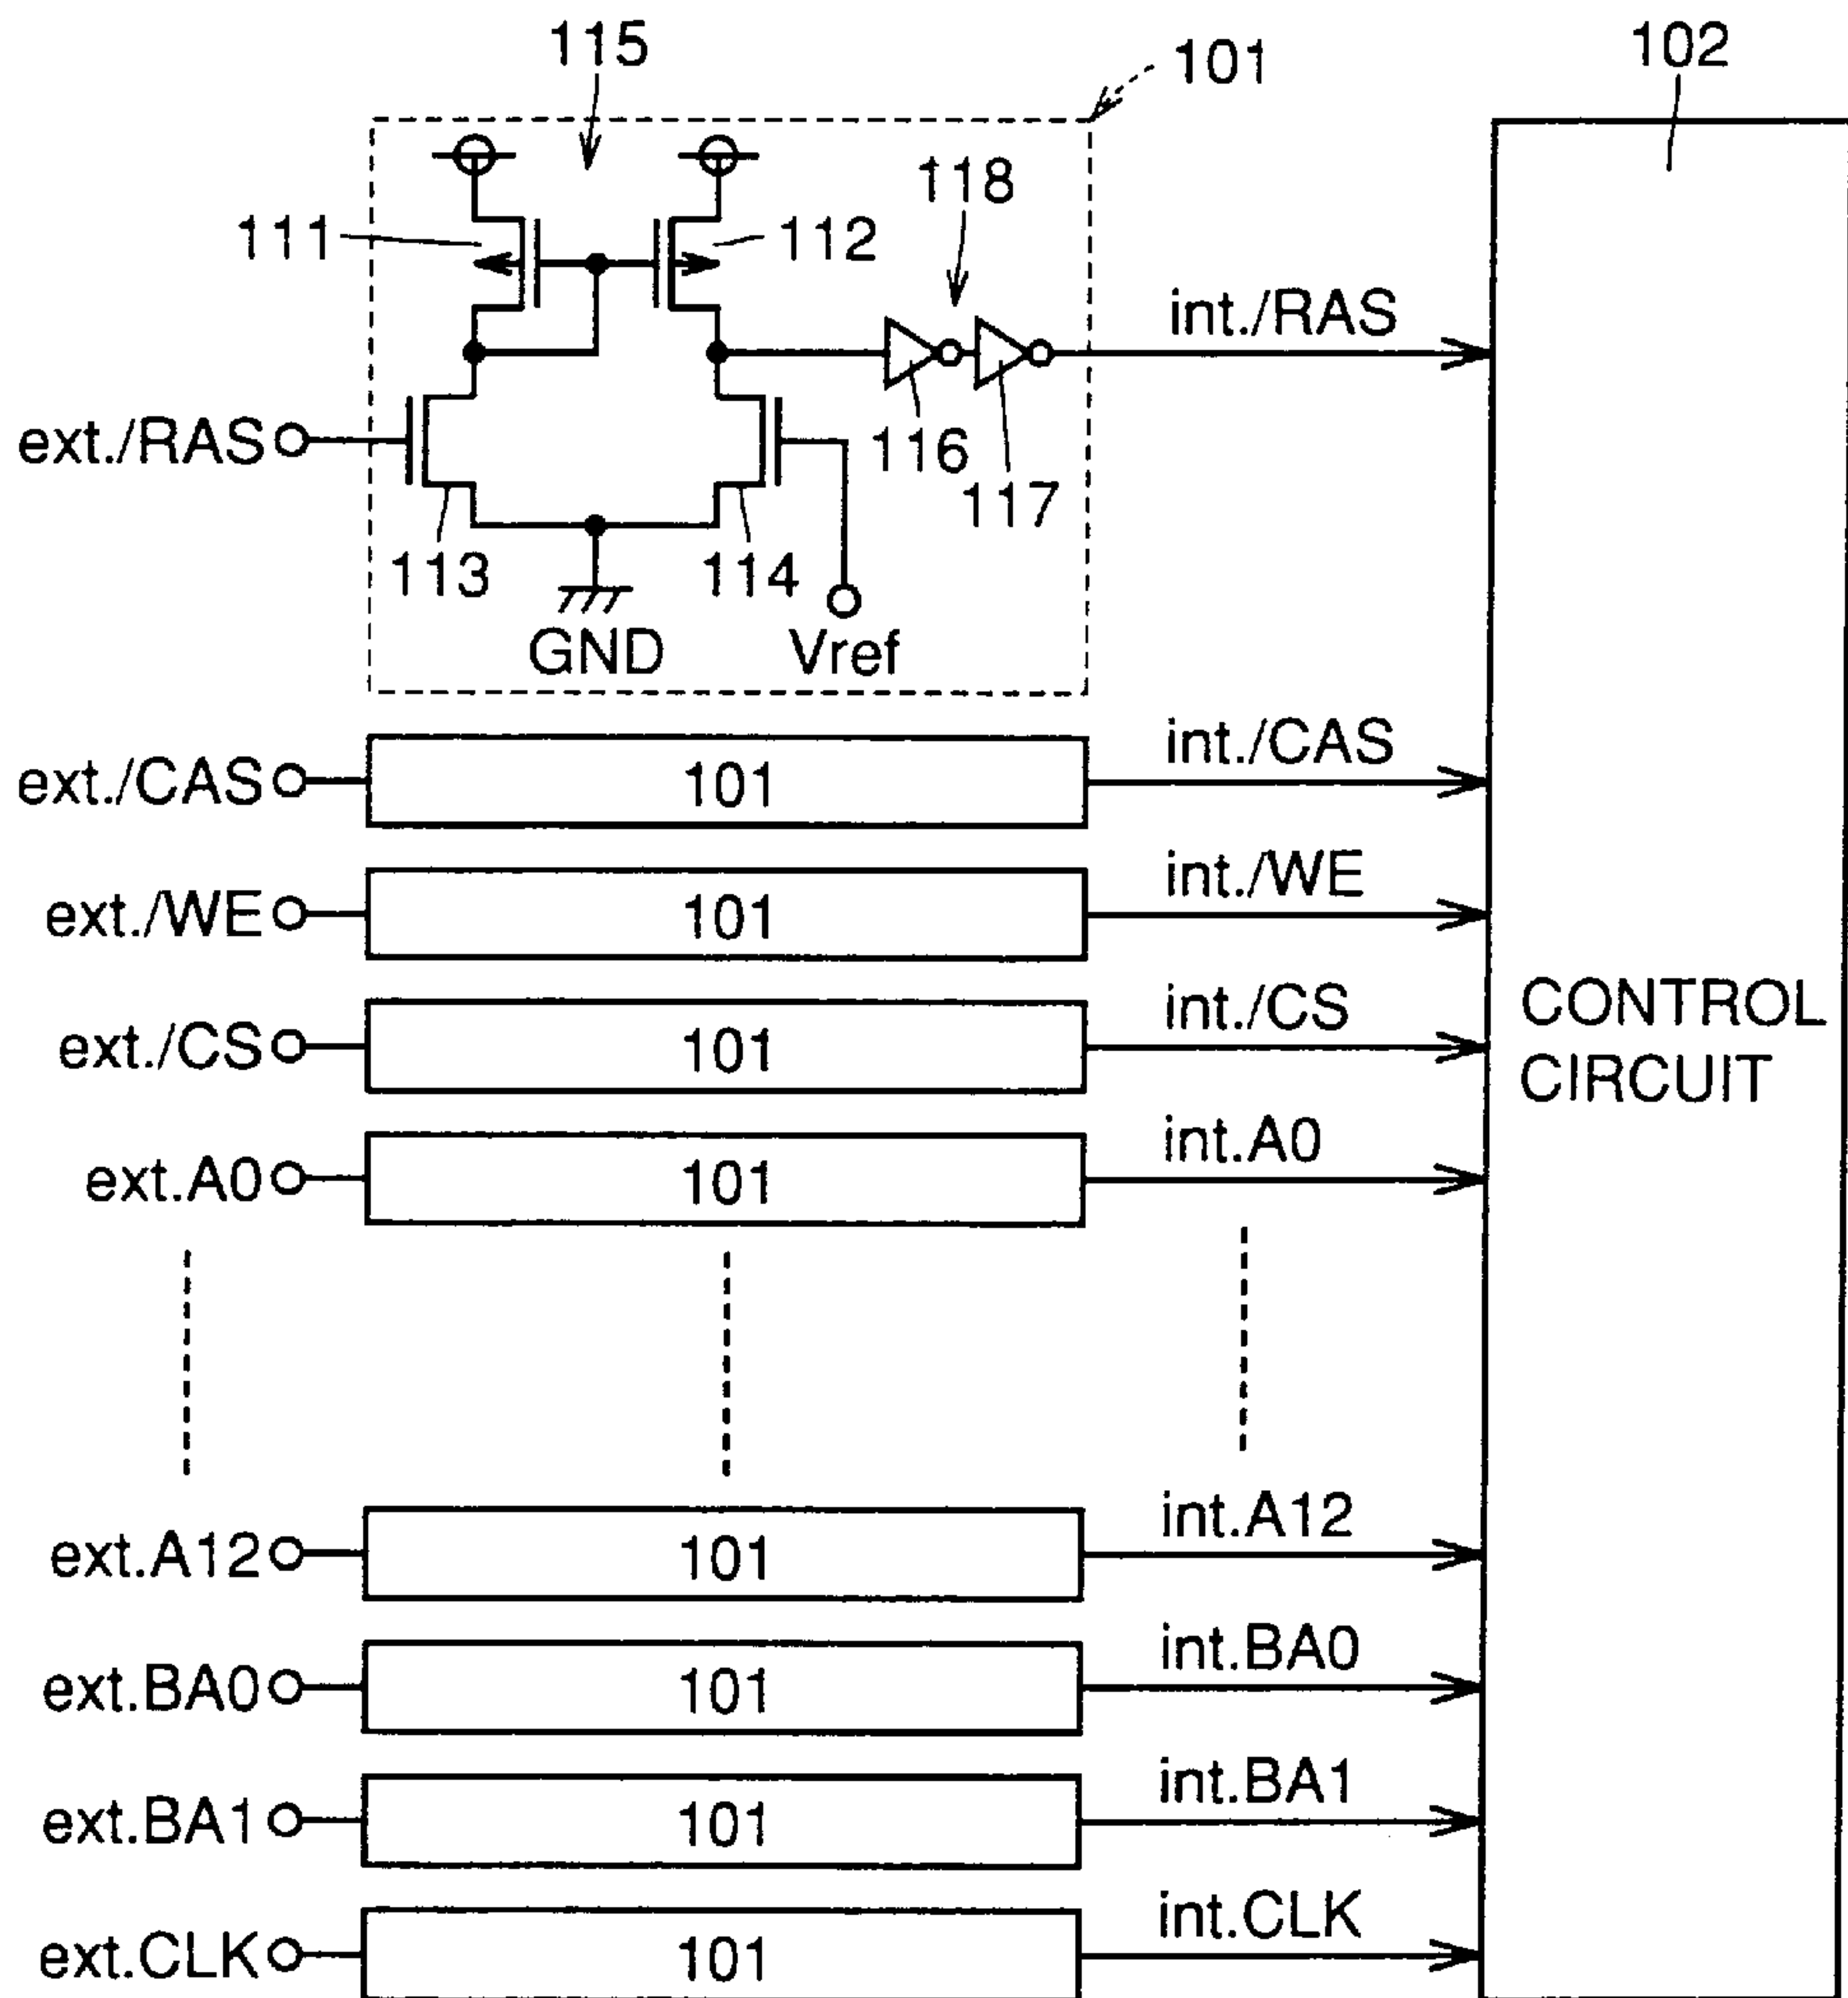 115
101
102
118
111
112
int./RAS
ext./RAS
116
117
113
114
GND
Vref
ext./CAS
101
int./CAS
ext./WE
101
int./WE
ext./CS
101
int./CS
CONTROL
CIRCUIT
ext.A0
101
int.A0
ext.A12
101
int.A12
ext.BA0
101
int.BA0
ext.BA1
101
int.BA1
ext.CLK
101
int.CLK